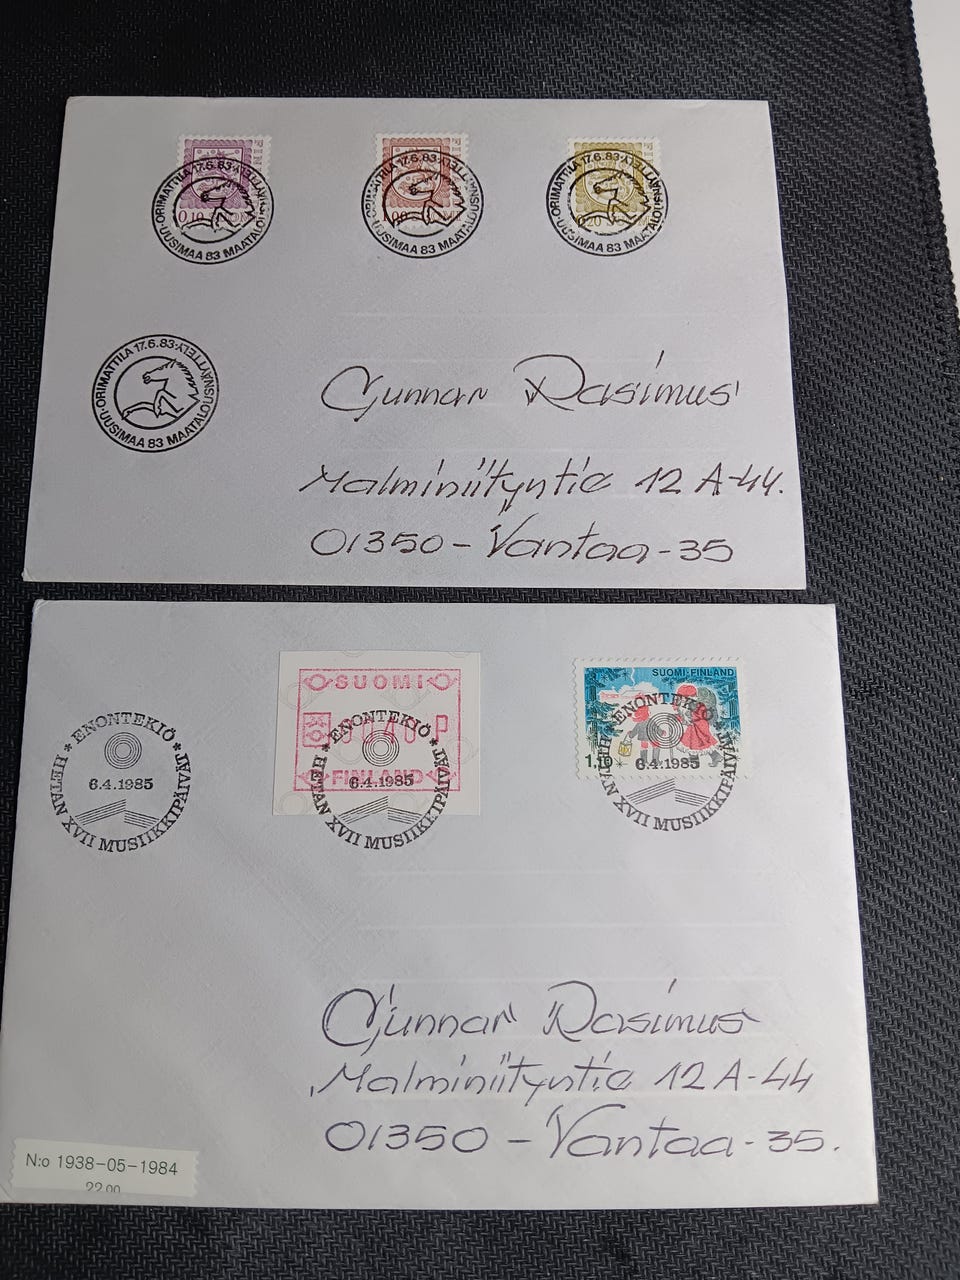 FIN
0,10
ORIMATTILA 17.6.83
UUSIMAA 83 MAATALOUSNÄYTTELY
ORIMATTILA 17.6.83
UUSIMAA 83 MAATALOUSNÄYTTELY
FIN
ORIMATTILA 17.6.83
UUSIMAA 83 MAATALOUSNÄYTTELY
ORIMATTILA 17.6.83
UUSIMAA 83 MAATALOUSNÄYTTELY
Gunnar Rasimus
Malminiityntie 12 A-44.
01350 - Vantaa - 35
* ENONTEKIÖ *
6.4.1985
HETAN XVII MUSIIKKIPÄIVÄT
SUOMI
P
FINLAND
* ENONTEKIÖ *
6.4.1985
HETAN XVII MUSIIKKIPÄIVÄT
SUOMI-FINLAND
1.10
* ENONTEKIÖ *
6.4.1985
HETAN XVII MUSIIKKIPÄIVÄT
Gunnar Rasimus
Malminiityntie 12 A-44
01350 - Vantaa - 35.
N:o 1938-05-1984
22.00